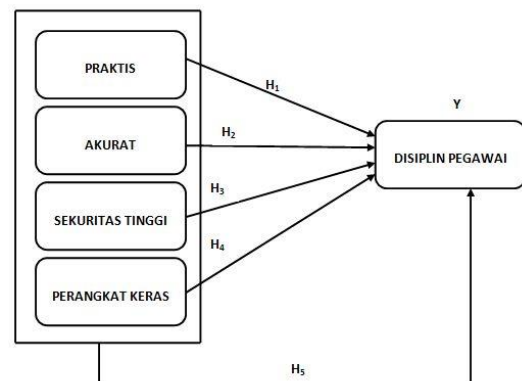 PRAKTIS
H₁
Y
AKURAT
H₂
DISIPLIN PEGAWAI
SEKURITAS TINGGI
H₃
H₄
PERANGKAT KERAS
H₅